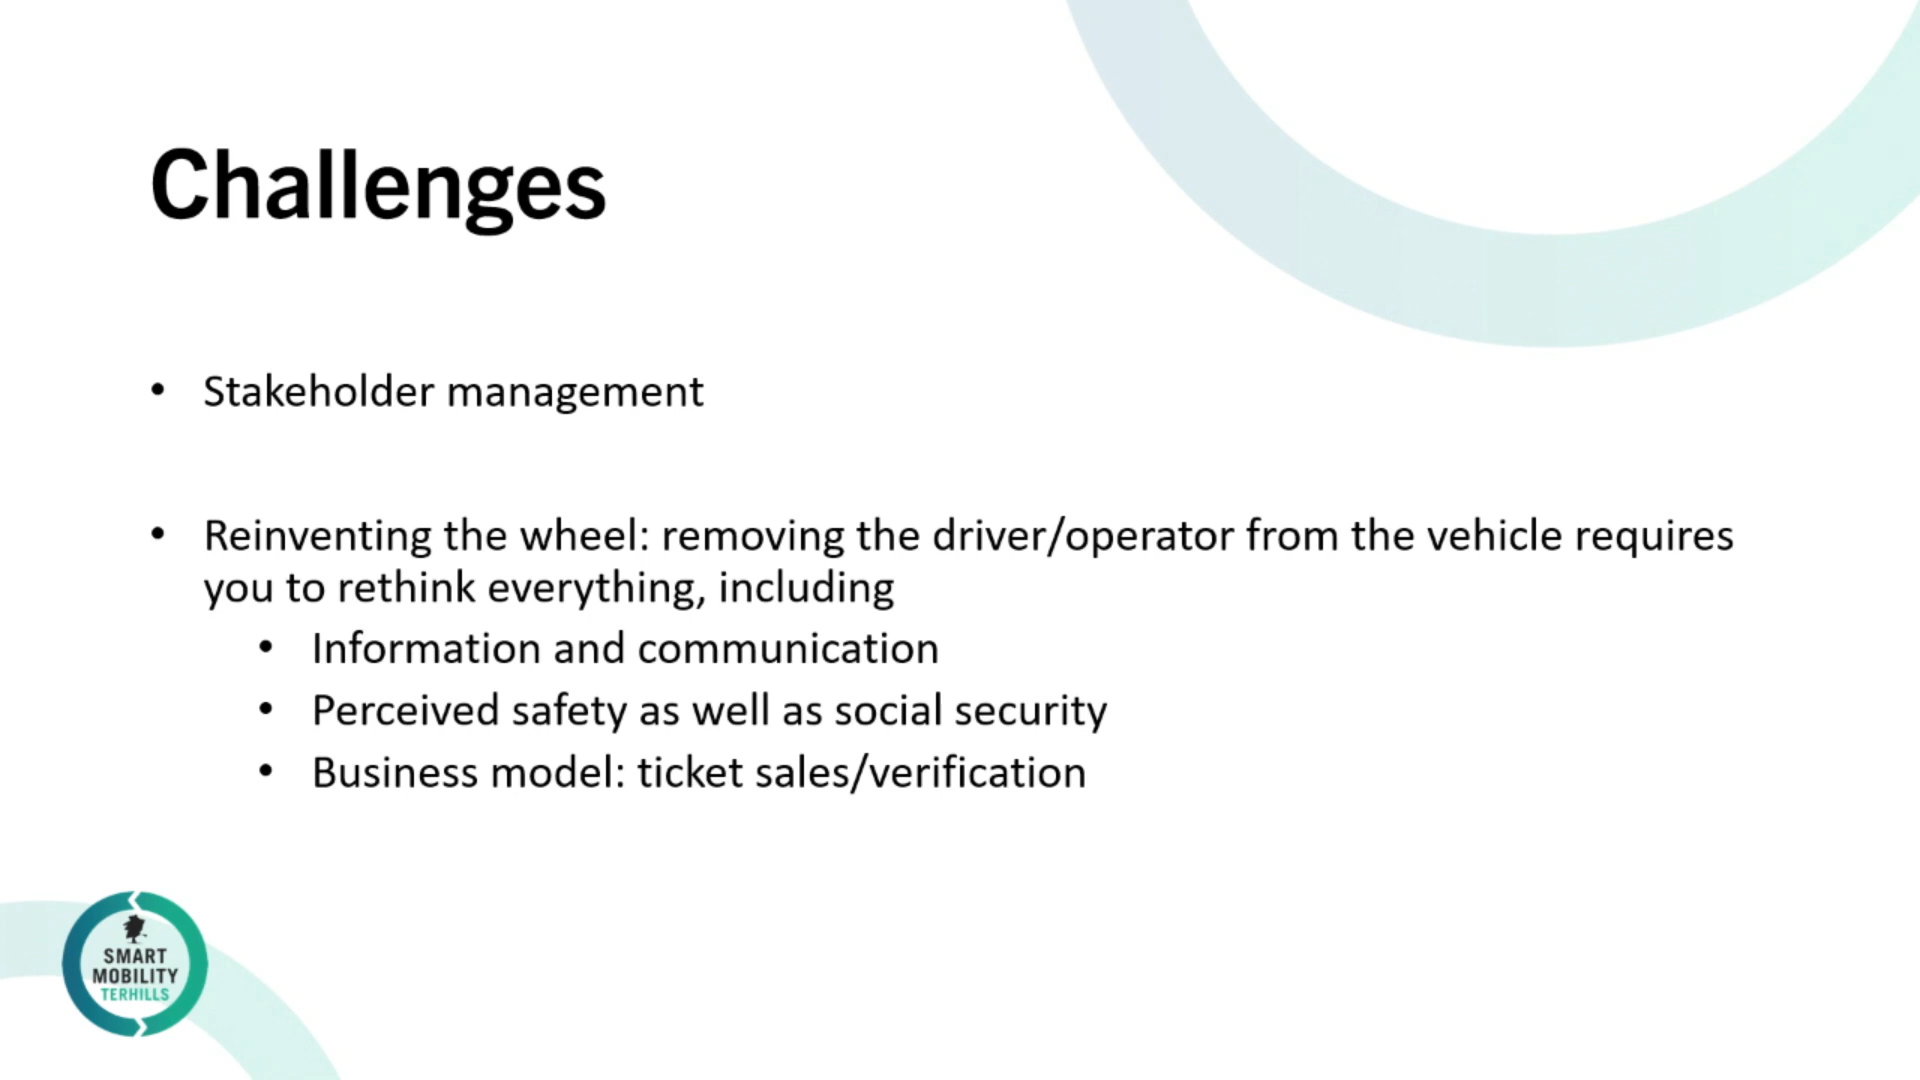 Challenges
• Stakeholder management
• Reinventing the wheel: removing the driver/operator from the vehicle requires
you to rethink everything, including
• Information and communication
• Perceived safety as well as social security
• Business model: ticket sales/verification
SMART
MOBILITY
TERHILLS